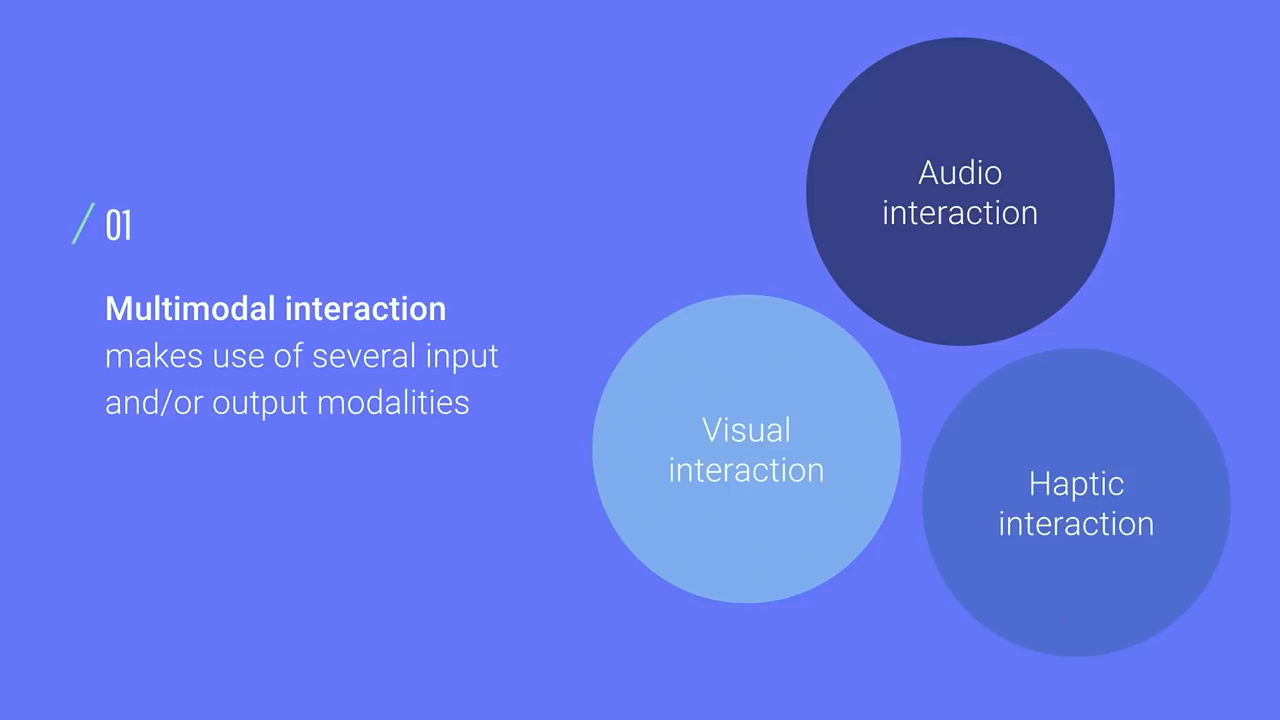 / 01
Multimodal interaction
makes use of several input
and/or output modalities
Audio
interaction
Visual
interaction
Haptic
interaction